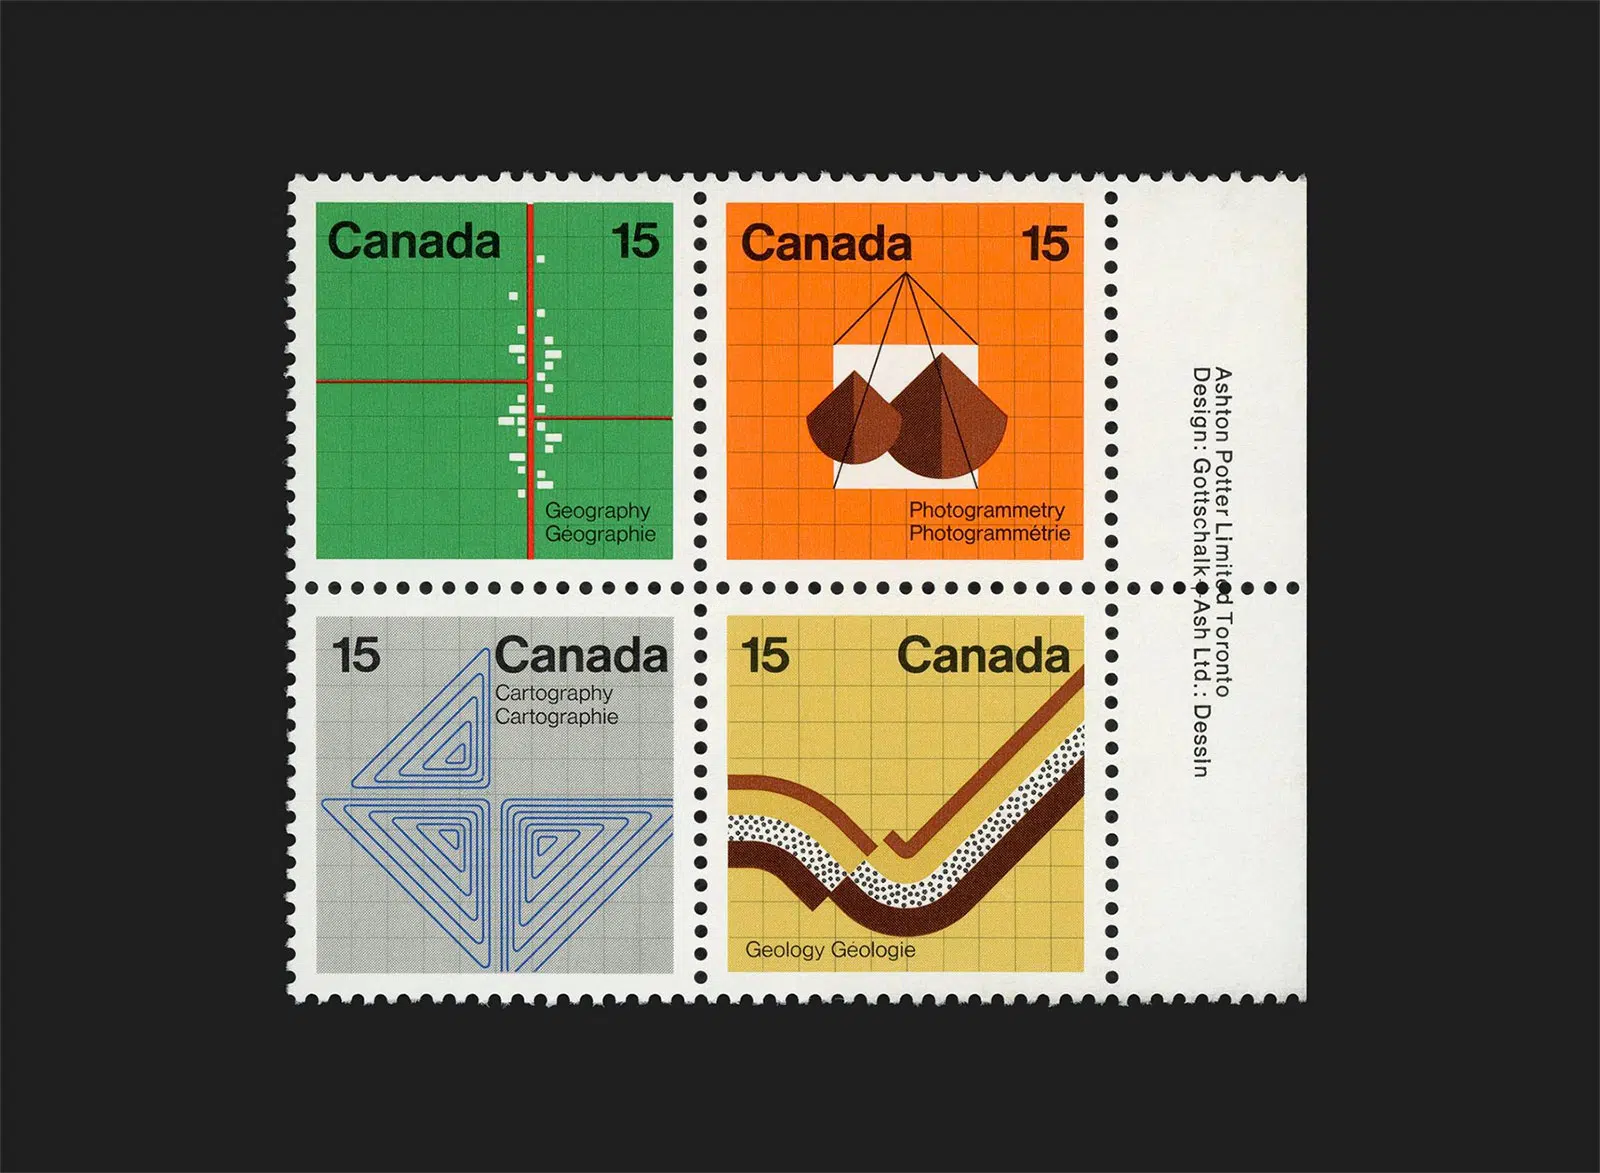 Canada 15
Geography
Géographie
Canada 15
Photogrammetry
Photogrammétrie
15 Canada
Cartography
Cartographie
15 Canada
Geology Géologie
Ashton Potter Limited Toronto
Design: Gottschalk + Ash Ltd.: Dessin